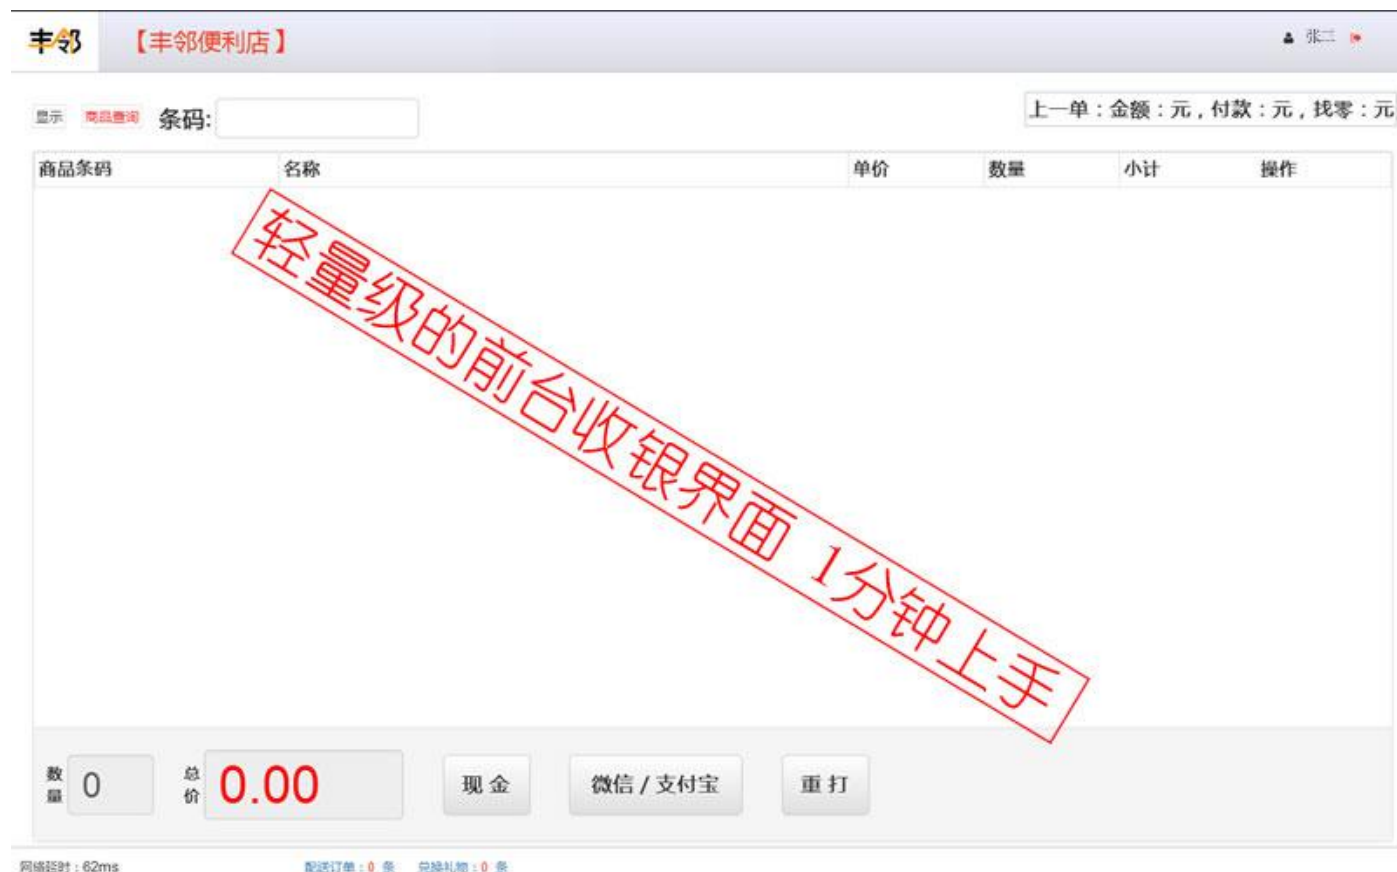 丰邻 【丰邻便利店】 张三
显示 商品查询 条码: 上一单：金额：元，付款：元，找零：元
商品条码 名称 单价 数量 小计 操作
轻量级的前台收银界面 1分钟上手
数量 0 总价 0.00 现金 微信 / 支付宝 重打
网络延时：62ms 配送订单：0 条 兑换礼物：0 条